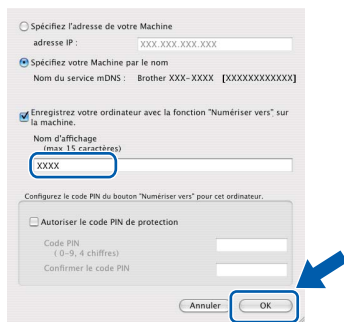 Spécifiez l'adresse de votre Machine
adresse IP : XXX.XXX.XXX.XXX
Spécifiez votre Machine par le nom
Nom du service mDNS : Brother XXX-XXXX [XXXXXXXXXXXX]
Enregistrez votre ordinateur avec la fonction "Numériser vers" sur
la machine.
Nom d'affichage
(max 15 caractères)
XXXX
Configurez le code PIN du bouton "Numériser vers" pour cet ordinateur.
Autoriser le code PIN de protection
Code PIN
( 0-9, 4 chiffres)
Confirmer le code PIN
Annuler OK